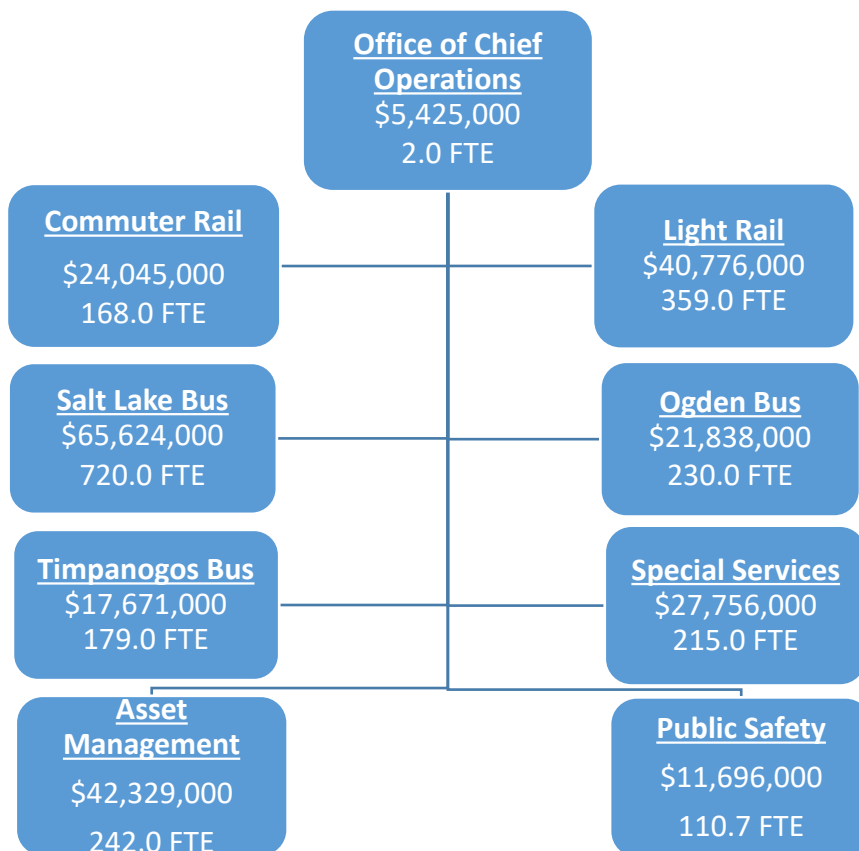 Office of Chief
Operations
$5,425,000
2.0 FTE
Commuter Rail
$24,045,000
168.0 FTE
Light Rail
$40,776,000
359.0 FTE
Salt Lake Bus
$65,624,000
720.0 FTE
Ogden Bus
$21,838,000
230.0 FTE
Timpanogos Bus
$17,671,000
179.0 FTE
Special Services
$27,756,000
215.0 FTE
Asset
Management
$42,329,000
242.0 FTE
Public Safety
$11,696,000
110.7 FTE